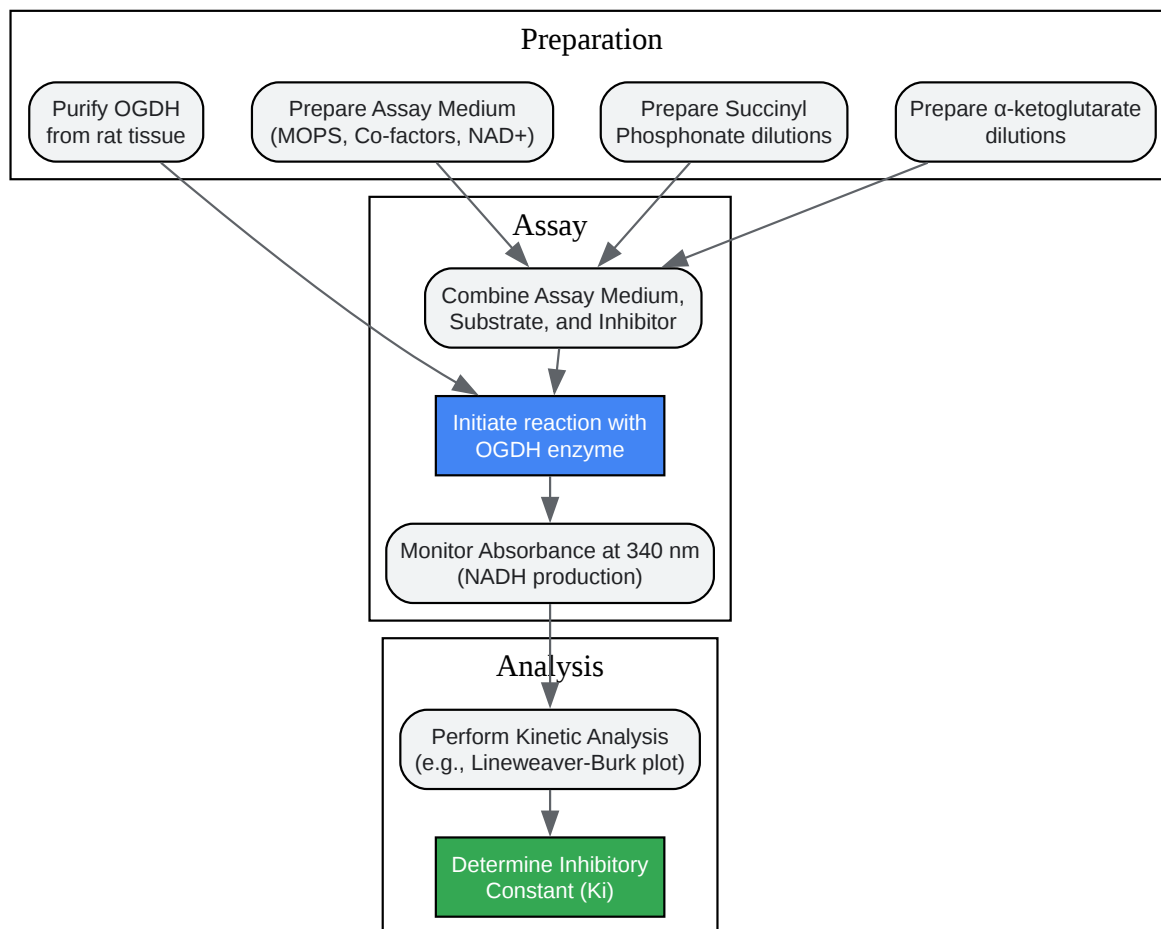 Preparation
Purify OGDH
from rat tissue
Prepare Assay Medium
(MOPS, Co-factors, NAD+)
Prepare Succinyl
Phosphonate dilutions
Prepare α-ketoglutarate
dilutions
Assay
Combine Assay Medium,
Substrate, and Inhibitor
Initiate reaction with
OGDH enzyme
Monitor Absorbance at 340 nm
(NADH production)
Analysis
Perform Kinetic Analysis
(e.g., Lineweaver-Burk plot)
Determine Inhibitory
Constant (Ki)